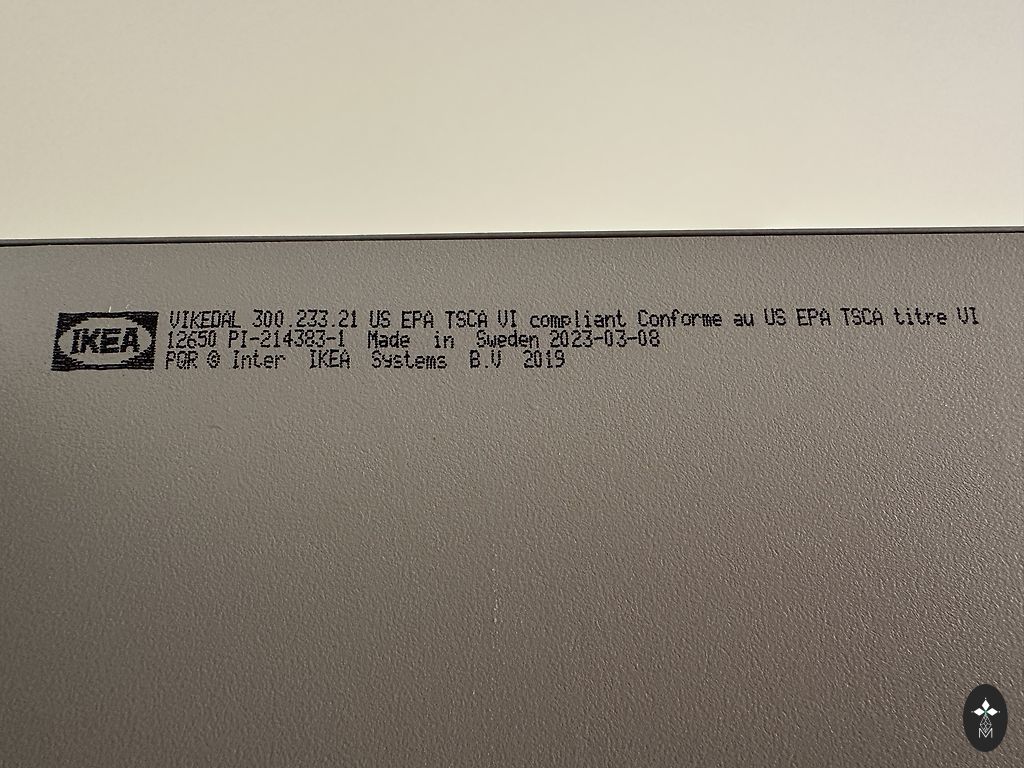 IKEA
VIKEDAL 300.233.21 US EPA TSCA VI compliant Conforme au US EPA TSCA titre VI
12650 PI-214383-1 Made in Sweden 2023-03-08
PQR © Inter IKEA Systems B.V 2019
M